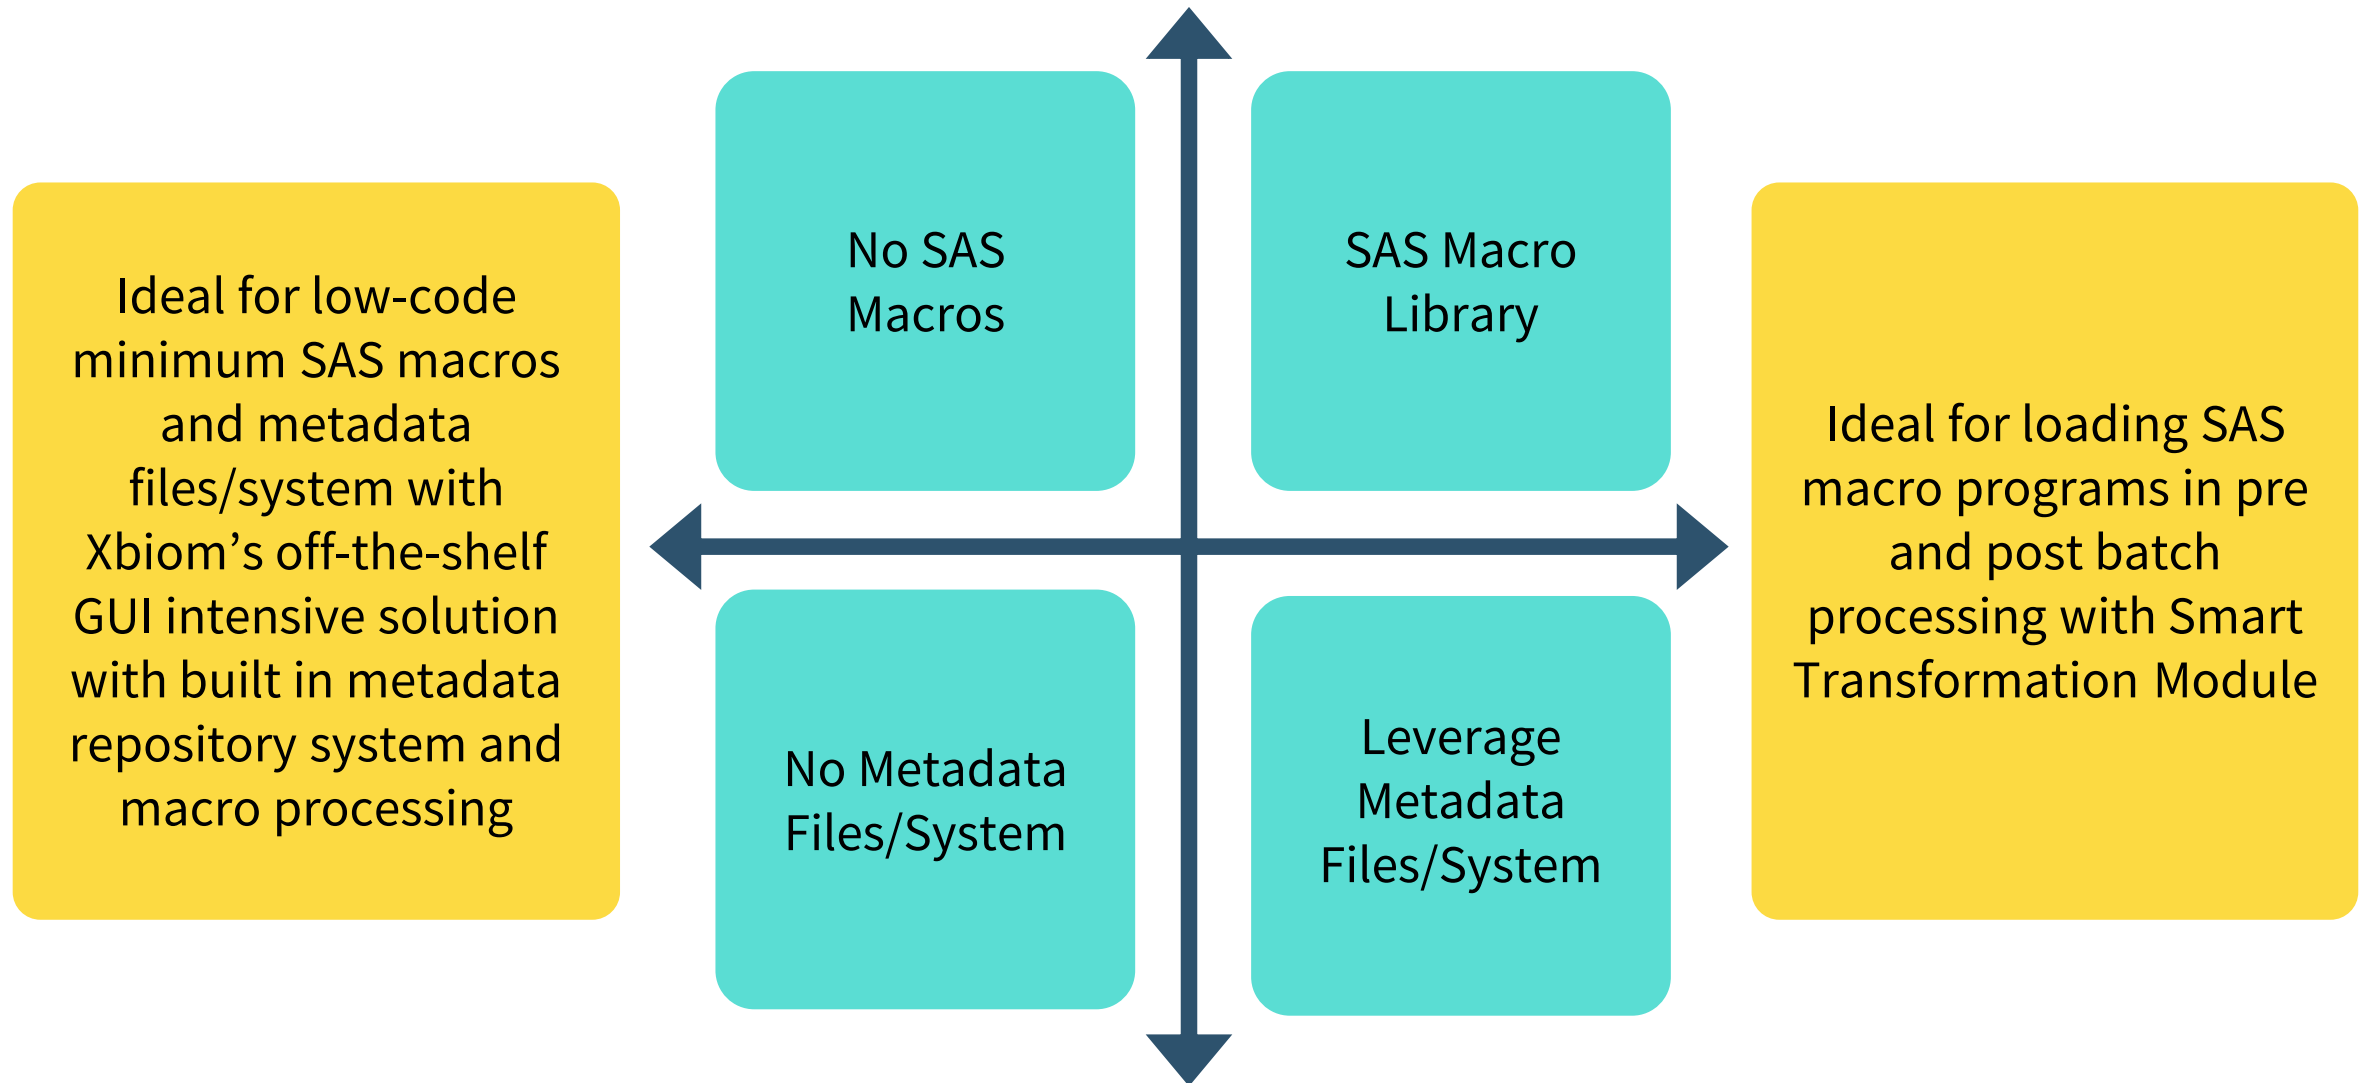 Ideal for low-code
minimum SAS macros
and metadata
files/system with
Xbiom’s off-the-shelf
GUI intensive solution
with built in metadata
repository system and
macro processing
No SAS
Macros
SAS Macro
Library
No Metadata
Files/System
Leverage
Metadata
Files/System
Ideal for loading SAS
macro programs in pre
and post batch
processing with Smart
Transformation Module